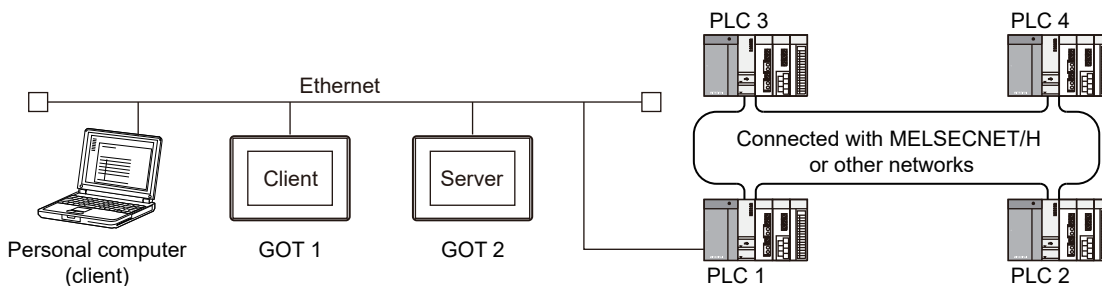 PLC 3
PLC 4
Ethernet
Connected with MELSECNET/H
or other networks
Client
Server
Personal computer
(client)
GOT 1
GOT 2
PLC 1
PLC 2